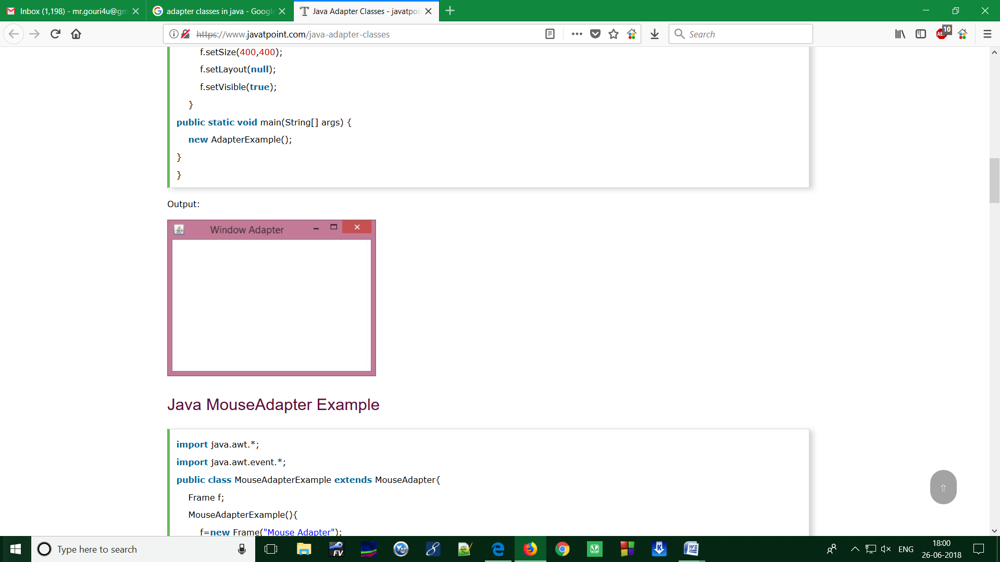 Inbox (1,198) - mr.gouri4u@gm
adapter classes in java - Googl
Java Adapter Classes - javatpoi
https://www.javatpoint.com/java-adapter-classes
Search
ABP
10
f.setSize(400,400);
f.setLayout(null);
f.setVisible(true);
}
public static void main(String[] args) {
new AdapterExample();
}
}
Output:
Window Adapter
Java MouseAdapter Example
import java.awt.*;
import java.awt.event.*;
public class MouseAdapterExample extends MouseAdapter{
Frame f;
MouseAdapterExample(){
f=new Frame("Mouse Adapter");
Type here to search
FV
ENG
18:00
26-06-2018